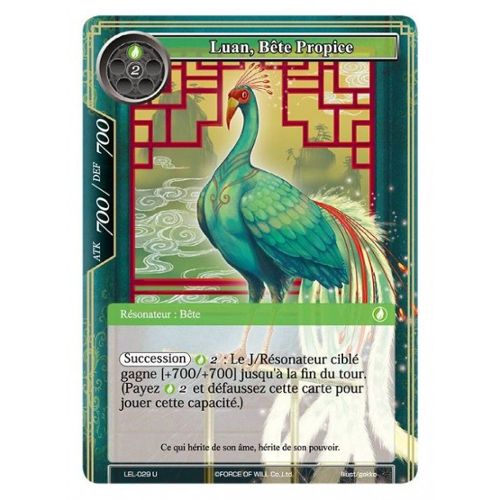 Luan, Bête Propice
2
ATK 700 / DEF 700
Résonateur : Bête
Succession 2 : Le J/Résonateur ciblé
gagne [+700/+700] jusqu'à la fin du tour.
(Payez 2 et défaussez cette carte pour
jouer cette capacité.)
Ce qui hérite de son âme, hérite de son pouvoir.
LEL-029 U ©FORCE OF WILL Co.,Ltd. Illust/gekko